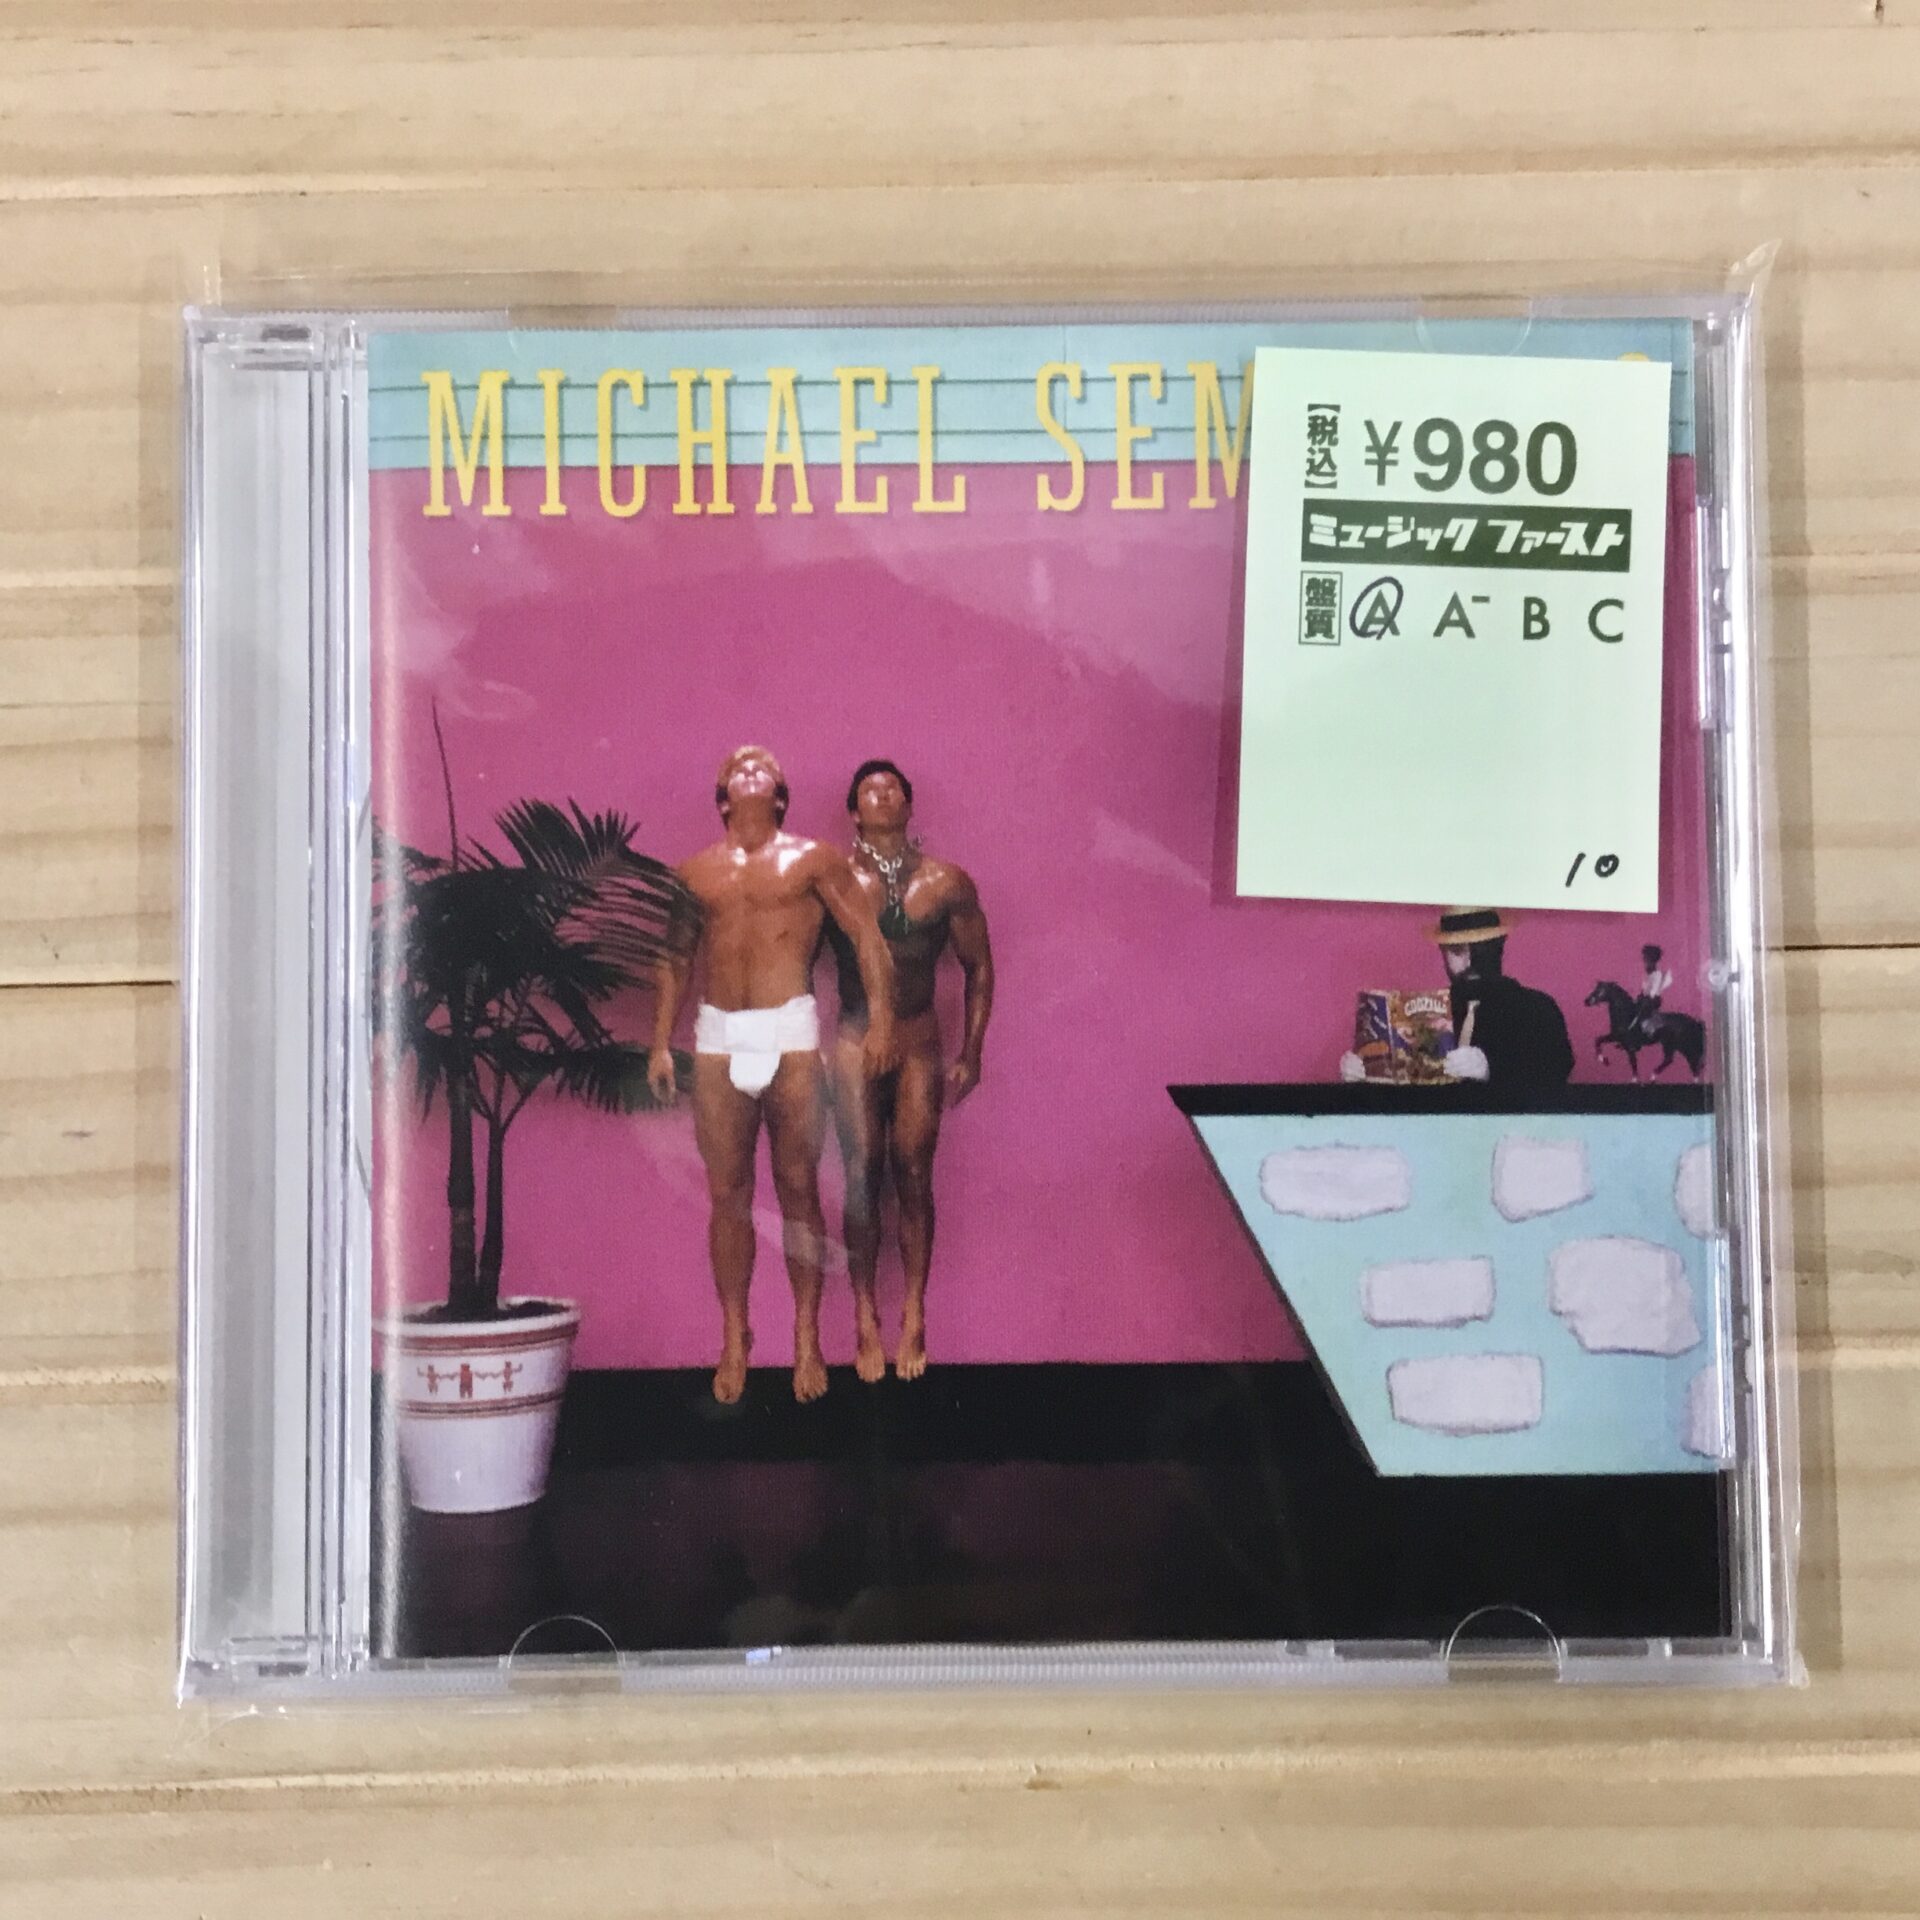 MICHAEL SEM
【税込】 ¥980
ミュージック ファースト
盤質 A A⁻ B C
10
GODZILL